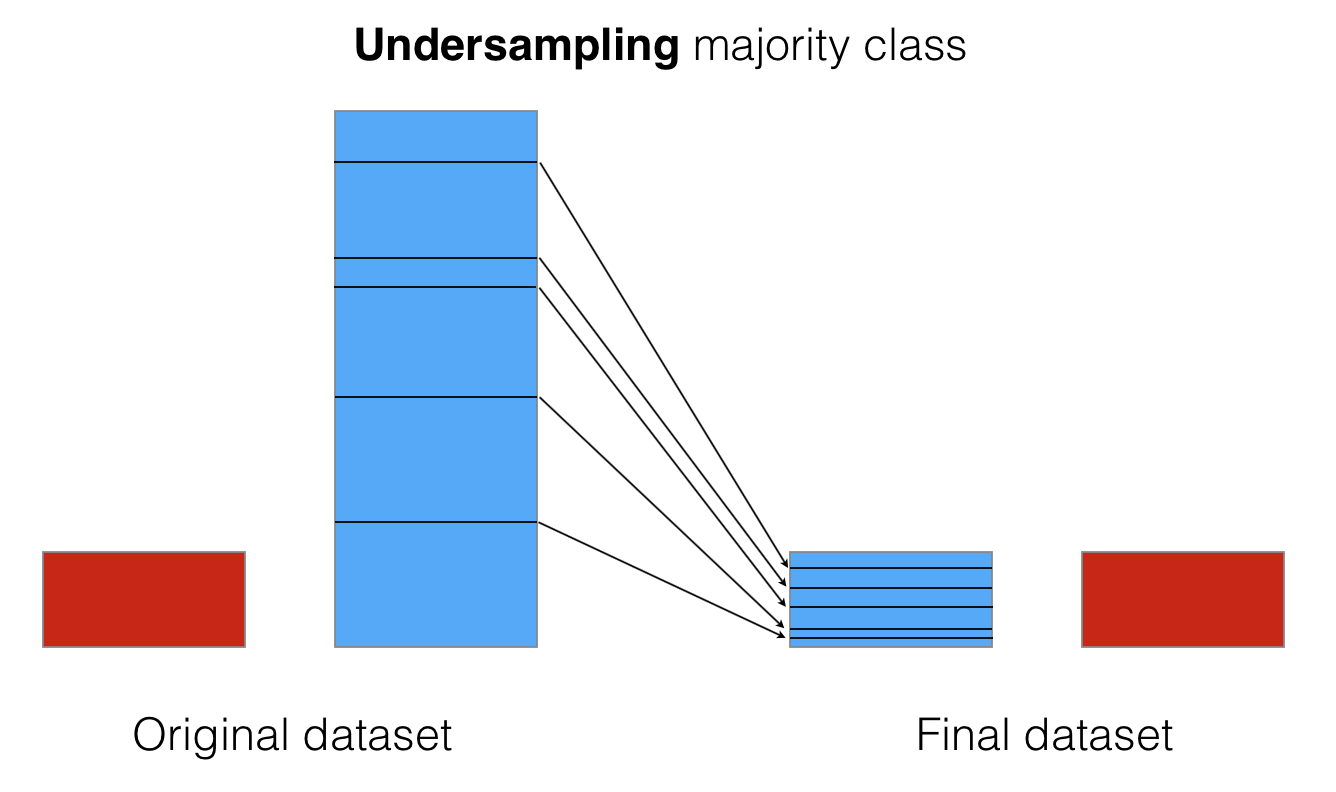 Undersampling majority class
Original dataset
Final dataset